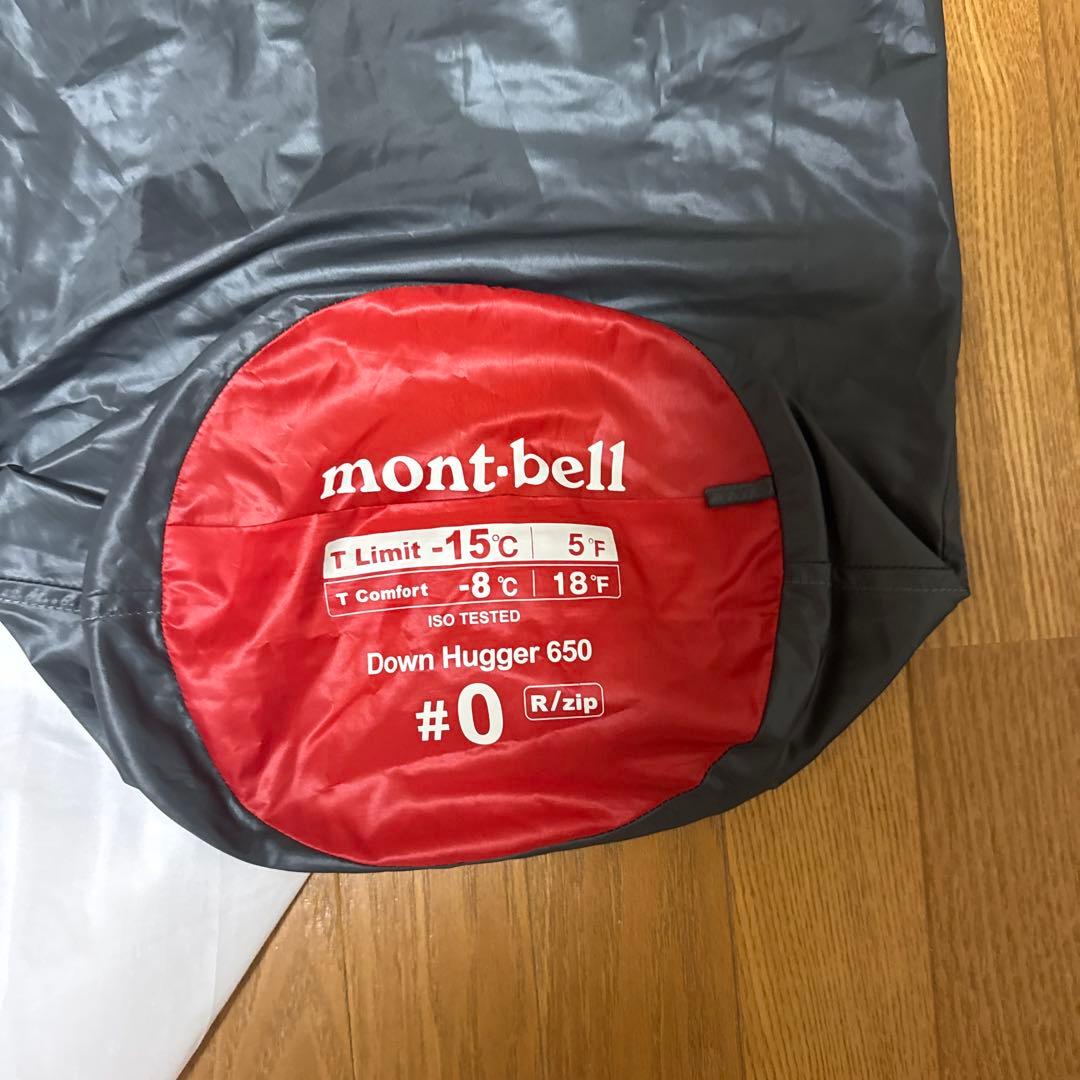 mont·bell
T Limit -15℃ 5°F
T Comfort -8℃ 18°F
ISO TESTED
Down Hugger 650
#0 R/zip